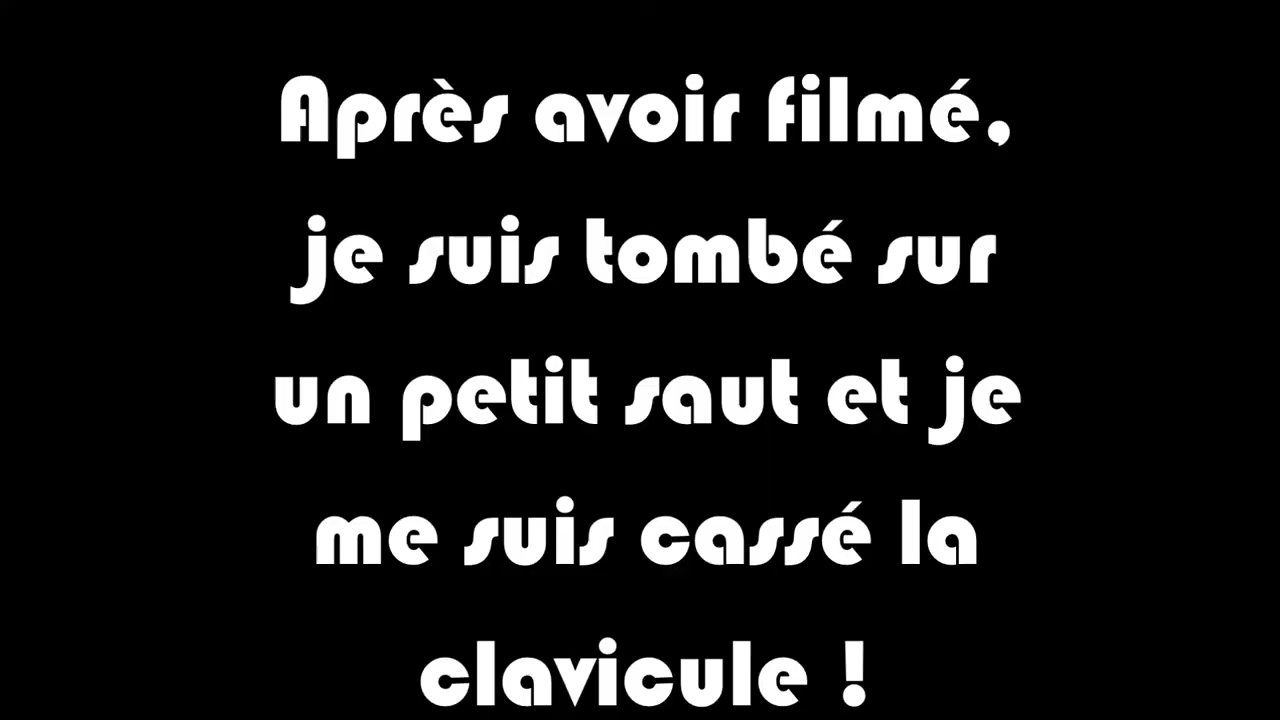 Après avoir filmé,
je suis tombé sur
un petit saut et je
me suis cassé la
clavicule !